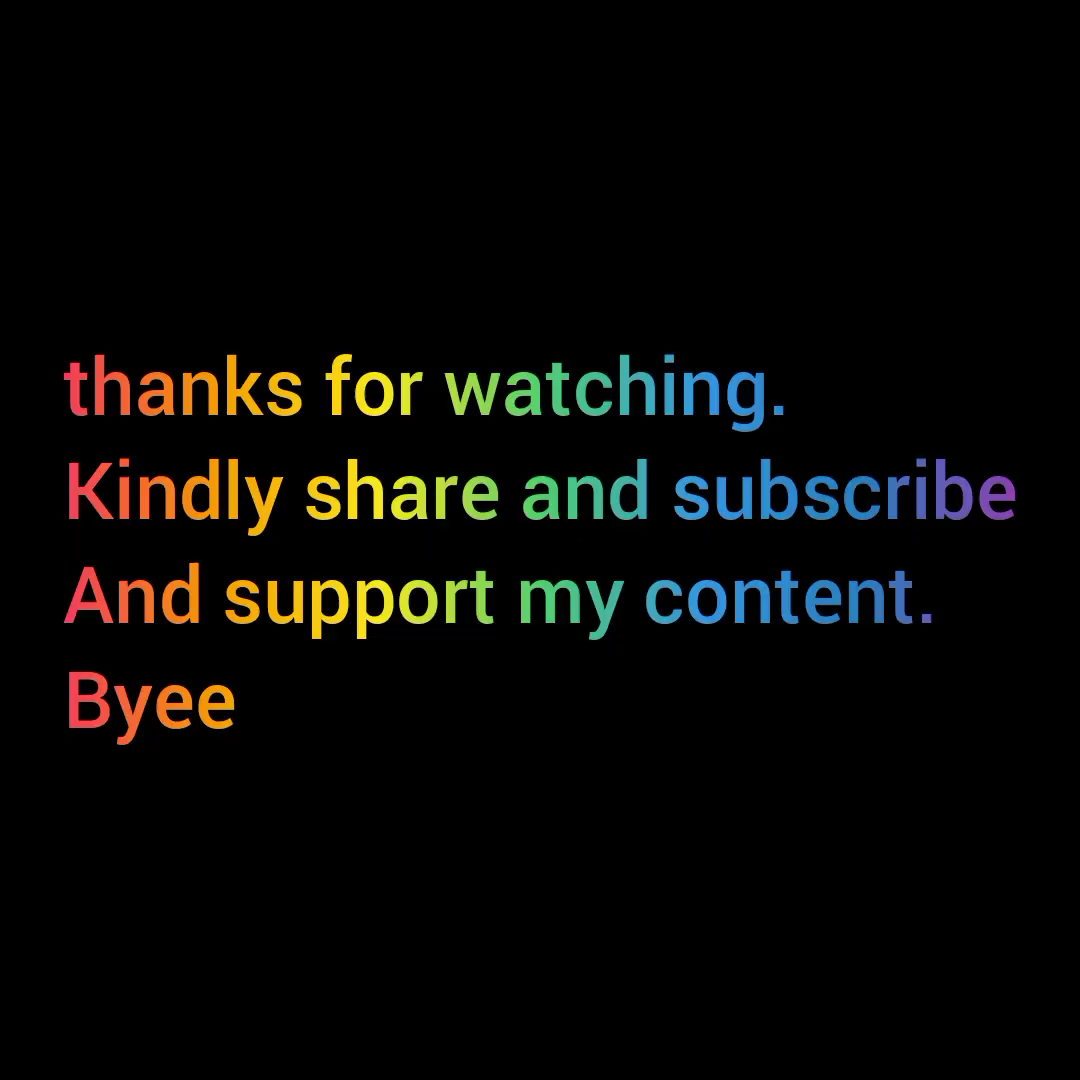 thanks for watching.
Kindly share and subscribe
And support my content.
Byee